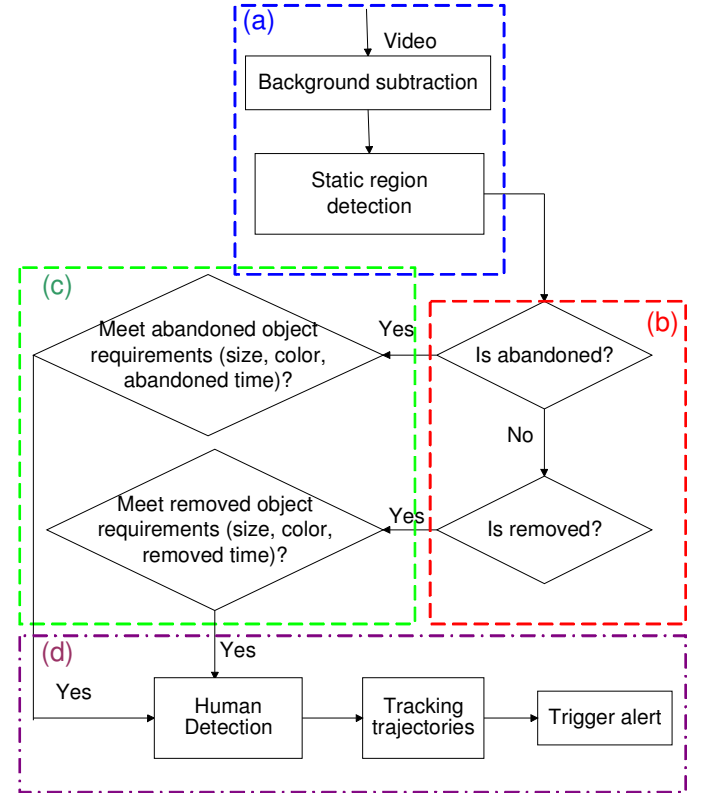 (a)
Video
Background subtraction
Static region
detection
(c)
Meet abandoned object
requirements (size, color,
abandoned time)?
Yes
(b)
Is abandoned?
No
Meet removed object
requirements (size, color,
removed time)?
Yes
Is removed?
(d)
Yes
Yes
Human
Detection
Tracking
trajectories
Trigger alert